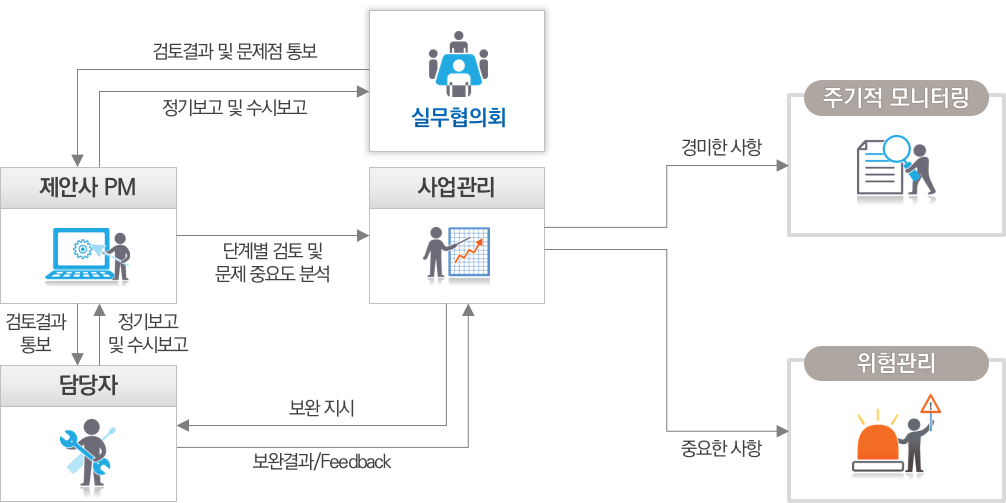 검토결과 및 문제점 통보
정기보고 및 수시보고
실무협의회
주기적 모니터링
경미한 사항
제안사 PM
사업관리
단계별 검토 및
문제 중요도 분석
검토결과
통보
정기보고
및 수시보고
담당자
보완 지시
보완결과/Feedback
위험관리
중요한 사항